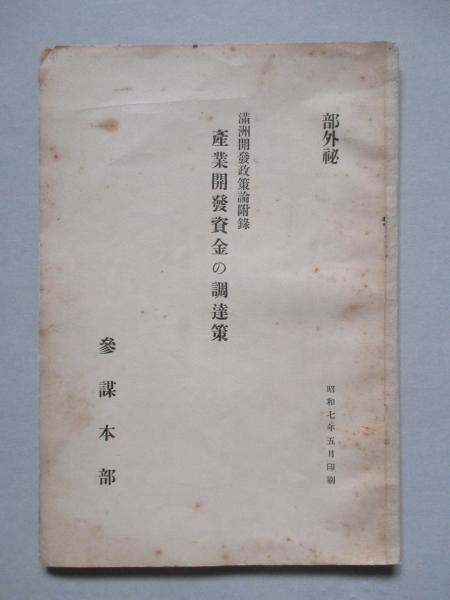 部外祕
昭和七年五月印刷
滿洲開發政策論附錄
產業開發資金の調達策
參謀本部